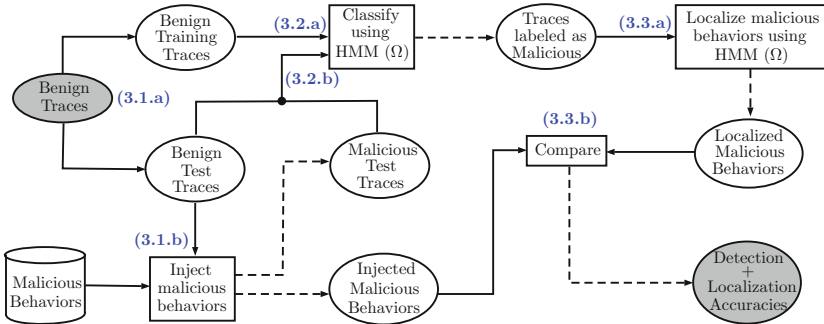 Benign
Training
Traces
(3.2.a)
Classify
using
HMM (Ω)
Traces
labeled as
Malicious
(3.3.a)
Localize malicious
behaviors using
HMM (Ω)
(3.2.b)
Benign
Traces
(3.1.a)
(3.3.b)
Benign
Test
Traces
Malicious
Test
Traces
Compare
Localized
Malicious
Behaviors
(3.1.b)
Malicious
Behaviors
Inject
malicious
behaviors
Injected
Malicious
Behaviors
Detection
+
Localization
Accuracies